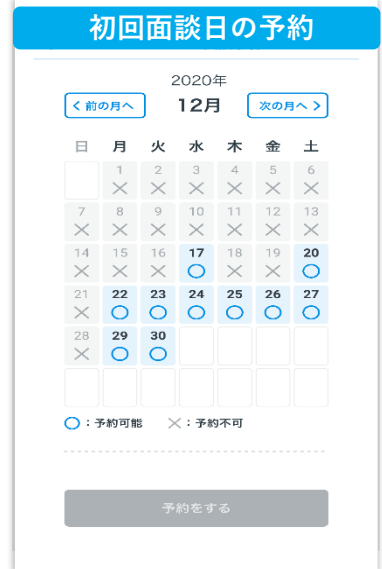 初回面談日の予約
2020年
< 前の月へ 12月 次の月へ >
日 月 火 水 木 金 土
1 2 3 4 5 6
× × × × × ×
7 8 9 10 11 12 13
× × × × × × ×
14 15 16 17 18 19 20
× × × ○ × × ○
21 22 23 24 25 26 27
× ○ ○ ○ ○ ○ ○
28 29 30
× ○ ○
○：予約可能 ×：予約不可
予約をする